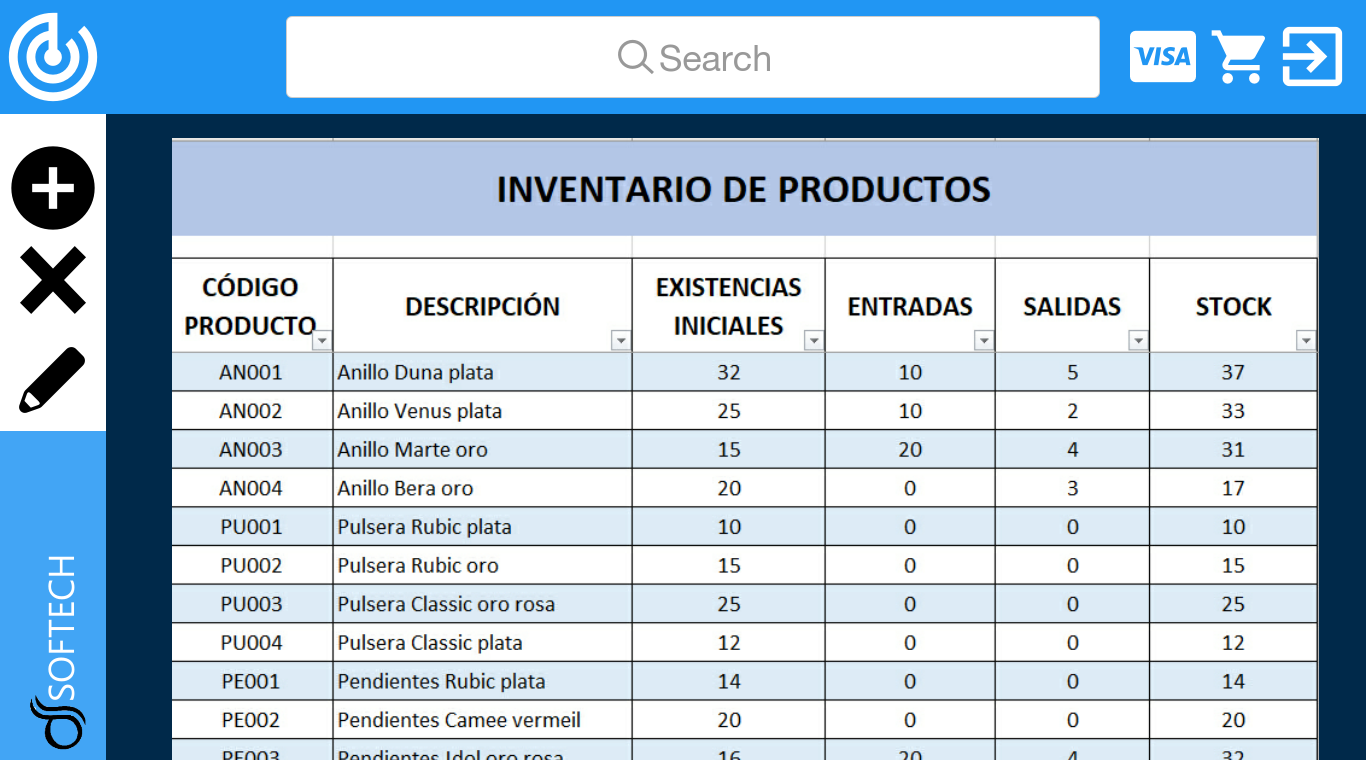 Search
VISA
INVENTARIO DE PRODUCTOS
CÓDIGO PRODUCTO DESCRIPCIÓN EXISTENCIAS INICIALES ENTRADAS SALIDAS STOCK
AN001 Anillo Duna plata 32 10 5 37
AN002 Anillo Venus plata 25 10 2 33
AN003 Anillo Marte oro 15 20 4 31
AN004 Anillo Bera oro 20 0 3 17
PU001 Pulsera Rubic plata 10 0 0 10
PU002 Pulsera Rubic oro 15 0 0 15
PU003 Pulsera Classic oro rosa 25 0 0 25
PU004 Pulsera Classic plata 12 0 0 12
PE001 Pendientes Rubic plata 14 0 0 14
PE002 Pendientes Camee vermeil 20 0 0 20
PE003 Pendientes Idol oro rosa 16 20 4 32
SOFTECH